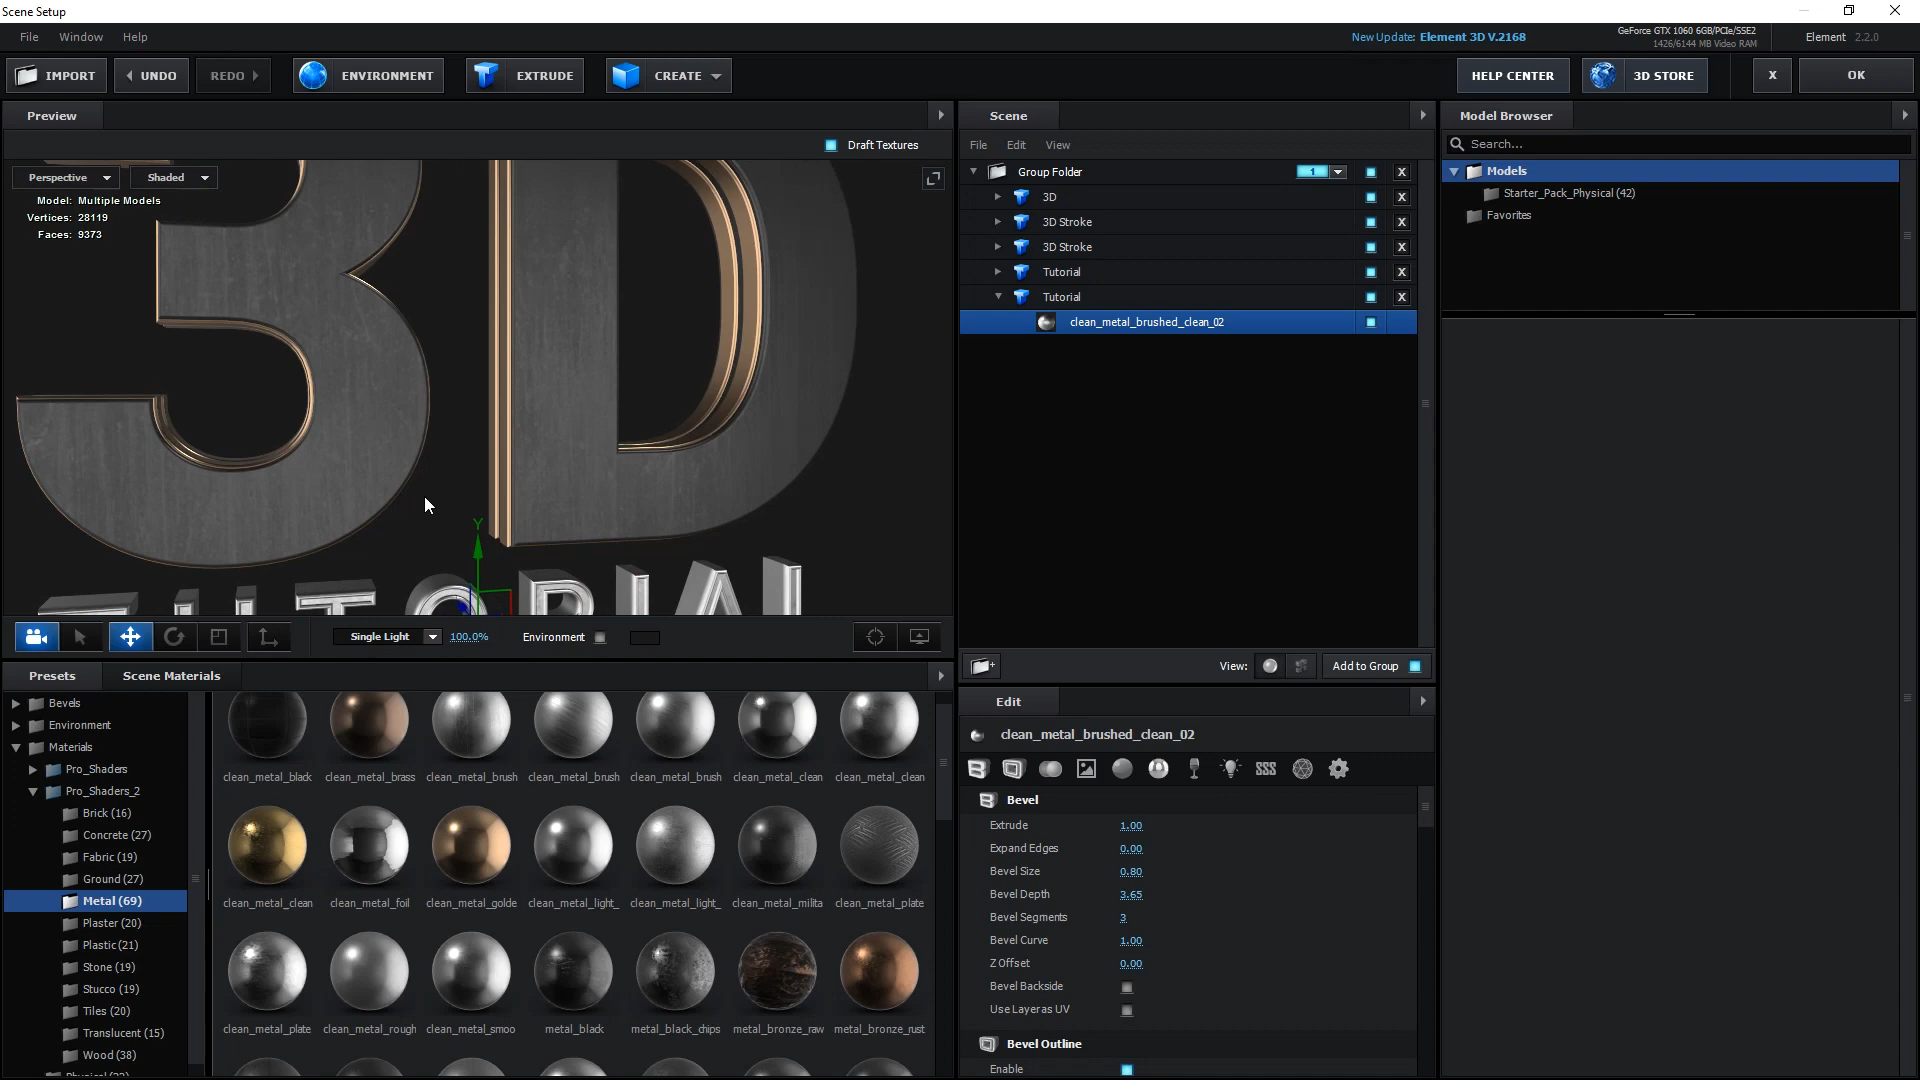 Scene Setup
File Window Help
New Update: Element 3D V.2168
GeForce GTX 1060 6GB/PCIe/SSE2
1426/6144 MB Video RAM
Element 2.2.0
IMPORT UNDO REDO ENVIRONMENT EXTRUDE CREATE
HELP CENTER 3D STORE X OK
Preview
Draft Textures
Perspective Shaded
Model: Multiple Models
Vertices: 28119
Faces: 9373
3D
TUTORIAL
Y
Single Light 100.0% Environment
Scene
File Edit View
Group Folder 1 X
3D X
3D Stroke X
3D Stroke X
Tutorial X
Tutorial X
clean_metal_brushed_clean_02
View: Add to Group
Model Browser
Search...
Models
Starter_Pack_Physical (42)
Favorites
Presets Scene Materials
Bevels
Environment
Materials
Pro_Shaders
Pro_Shaders_2
Brick (16)
Concrete (27)
Fabric (19)
Ground (27)
Metal (69)
Plaster (20)
Plastic (21)
Stone (19)
Stucco (19)
Tiles (20)
Translucent (15)
Wood (38)
clean_metal_black clean_metal_brass clean_metal_brush clean_metal_brush clean_metal_brush clean_metal_clean clean_metal_clean
clean_metal_clean clean_metal_foil clean_metal_golde clean_metal_light_ clean_metal_light_ clean_metal_milita clean_metal_plate
clean_metal_plate clean_metal_rough clean_metal_smoo metal_black metal_black_chips metal_bronze_raw metal_bronze_rust
Edit
clean_metal_brushed_clean_02
SSS
Bevel
Extrude 1.00
Expand Edges 0.00
Bevel Size 0.80
Bevel Depth 3.65
Bevel Segments 3
Bevel Curve 1.00
Z Offset 0.00
Bevel Backside
Use Layer as UV
Bevel Outline
Enable